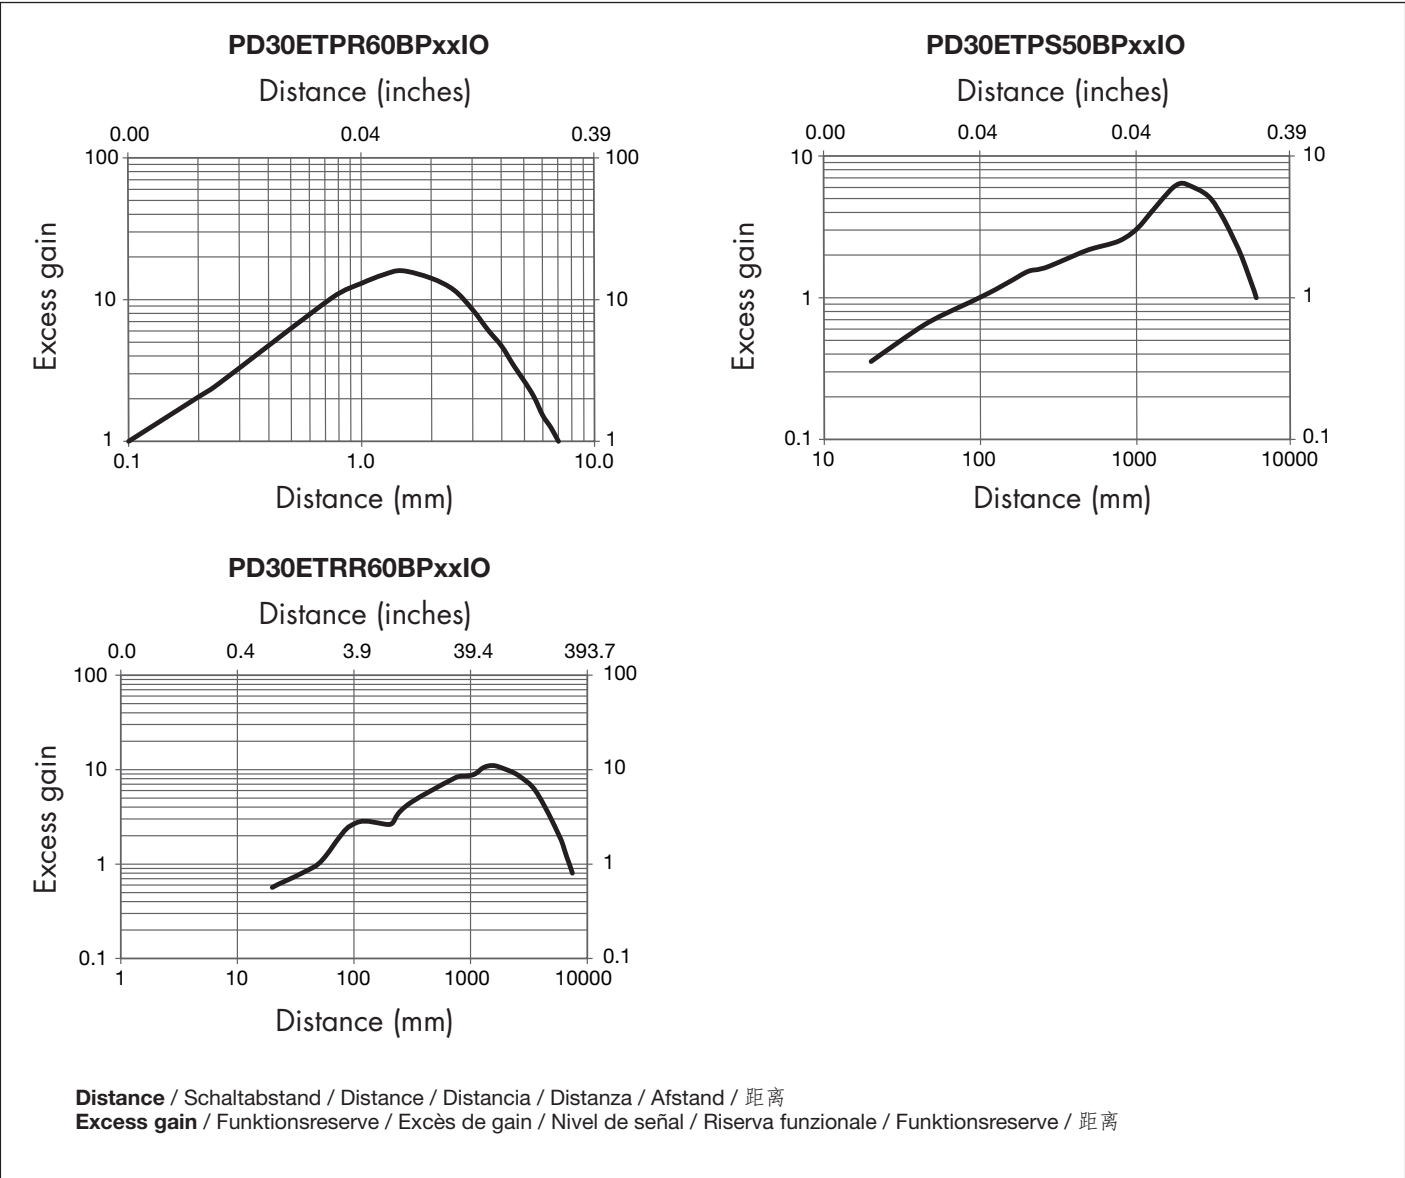 PD30ETPR60BPxxIO
Distance (inches)
0.00 0.04 0.39
100 100
Excess gain
10 10
1 1
0.1 1.0 10.0
Distance (mm)
PD30ETPS50BPxxIO
Distance (inches)
0.00 0.04 0.04 0.39
10 10
Excess gain
1 1
0.1 0.1
10 100 1000 10000
Distance (mm)
PD30ETRR60BPxxIO
Distance (inches)
0.0 0.4 3.9 39.4 393.7
100 100
10 10
Excess gain
1 1
0.1 0.1
1 10 100 1000 10000
Distance (mm)
Distance / Schaltabstand / Distance / Distancia / Distanza / Afstand / 距离
Excess gain / Funktionsreserve / Excès de gain / Nivel de señal / Riserva funzionale / Funktionsreserve / 距离